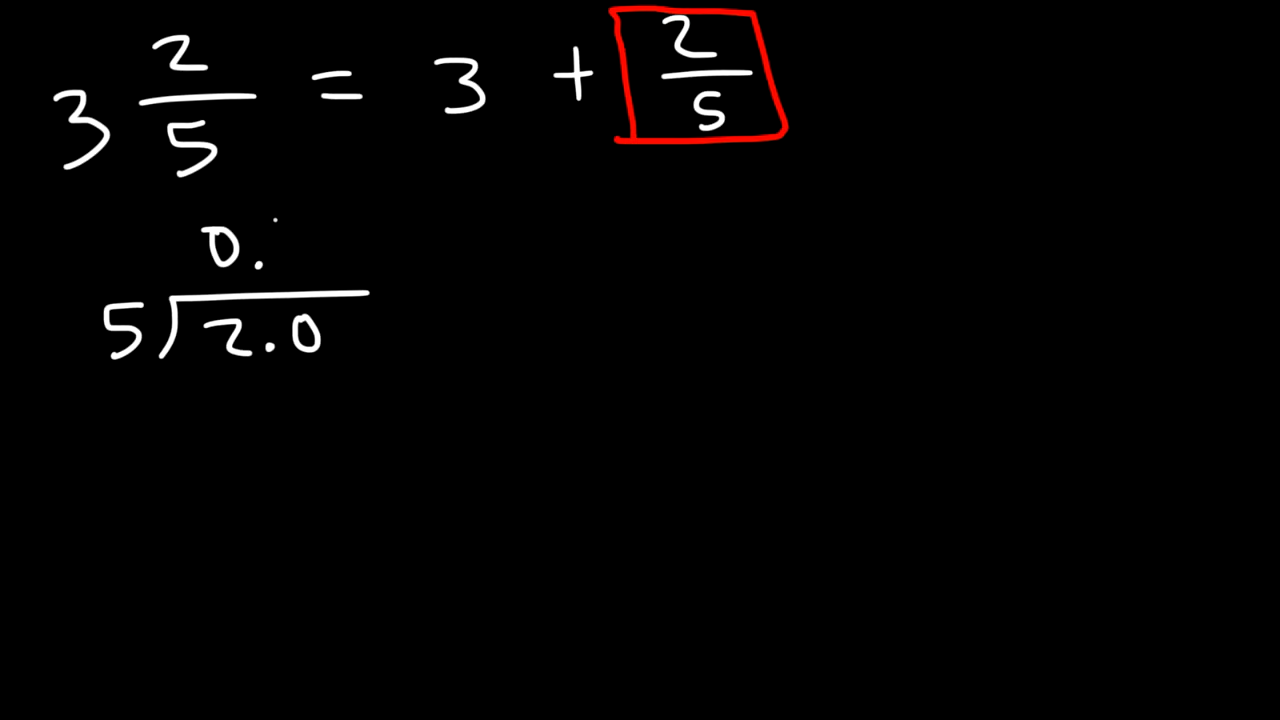 3 2/5 = 3 + 2/5
0.
5)2.0